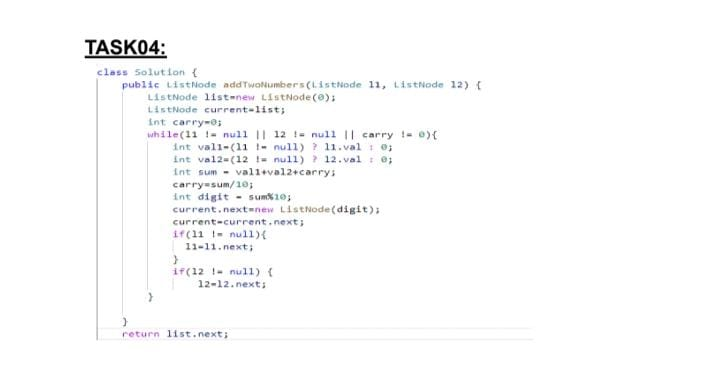 TASK04:
class Solution {
public ListNode addTwoNumbers(ListNode l1, ListNode l2) {
ListNode list=new ListNode(0);
ListNode current=list;
int carry=0;
while(l1 != null || l2 != null || carry != 0){
int val1=(l1 != null) ? l1.val : 0;
int val2=(l2 != null) ? l2.val : 0;
int sum = val1+val2+carry;
carry=sum/10;
int digit = sum%10;
current.next=new ListNode(digit);
current=current.next;
if(l1 != null){
l1=l1.next;
}
if(l2 != null) {
l2=l2.next;
}
}
return list.next;